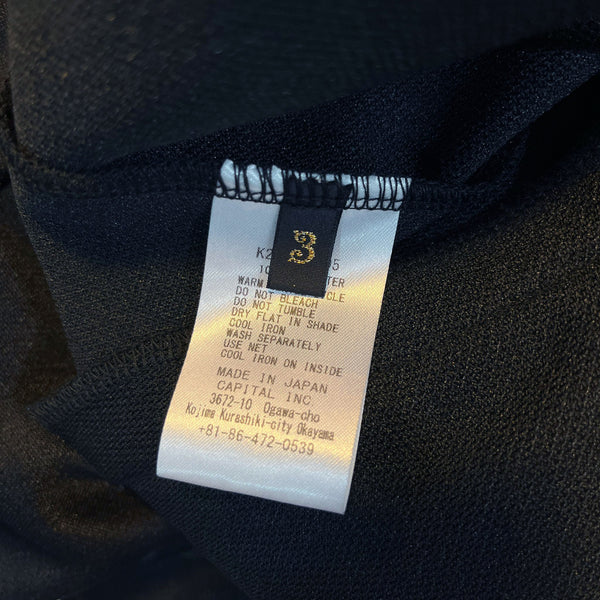 3
DO NOT BLEACH
DO NOT TUMBLE
DRY FLAT IN SHADE
COOL IRON
WASH SEPARATELY
USE NET
COOL IRON ON INSIDE
MADE IN JAPAN
CAPITAL INC
3672-10 Ogawa-cho
Kojima Kurashiki-city Okayama
+81-86-472-0539